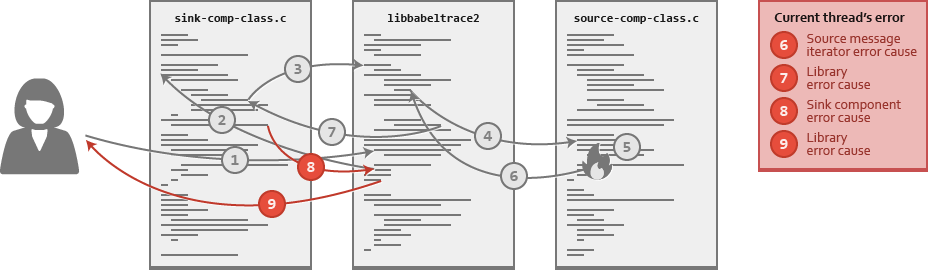 sink-comp-class.c
libbabeltrace2
source-comp-class.c
3
2
7
4
1
5
8
6
9
Current thread's error
6 Source message
iterator error cause
7 Library
error cause
8 Sink component
error cause
9 Library
error cause